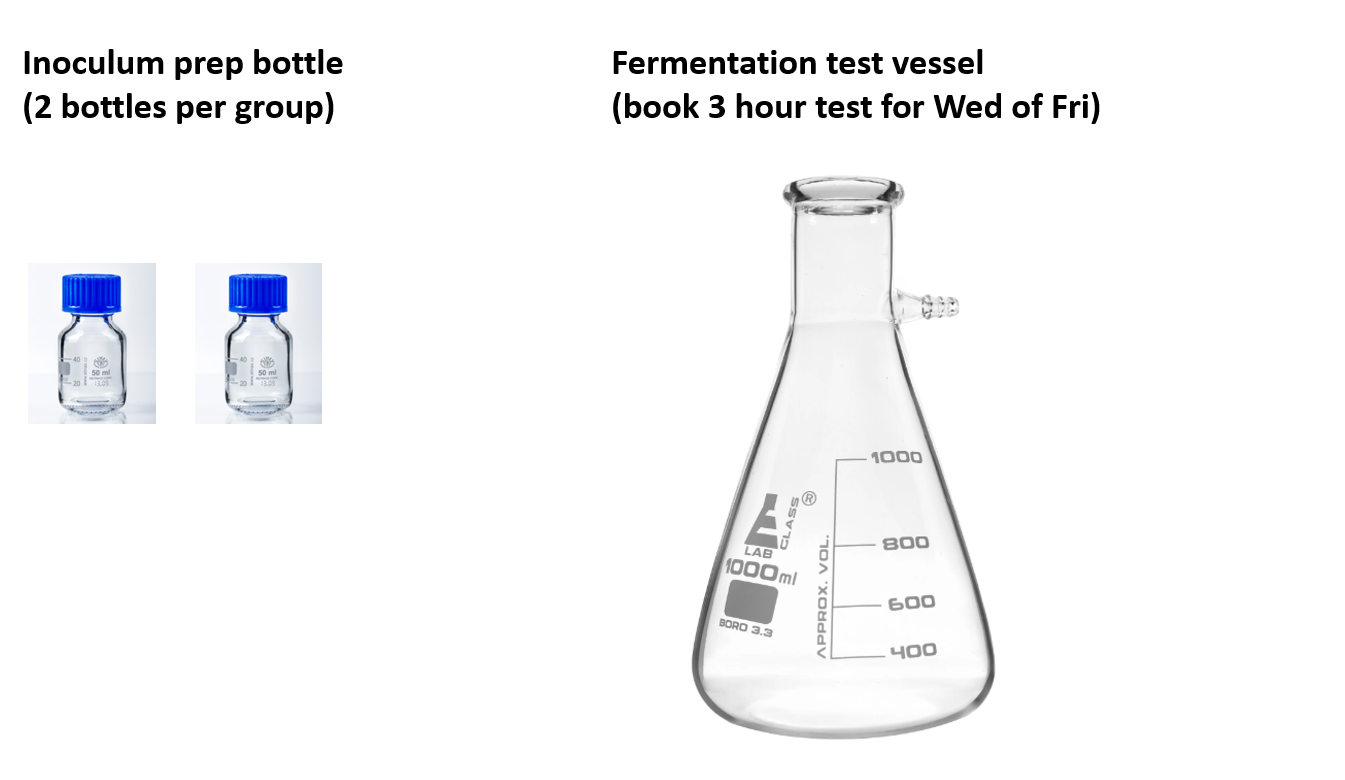 Inoculum prep bottle
(2 bottles per group)
Fermentation test vessel
(book 3 hour test for Wed of Fri)
40
50 ml
20
40
50 ml
20
1000
800
600
400
APPROX. VOL.
LAB
GLASS®
1000ml
BORO 3.3